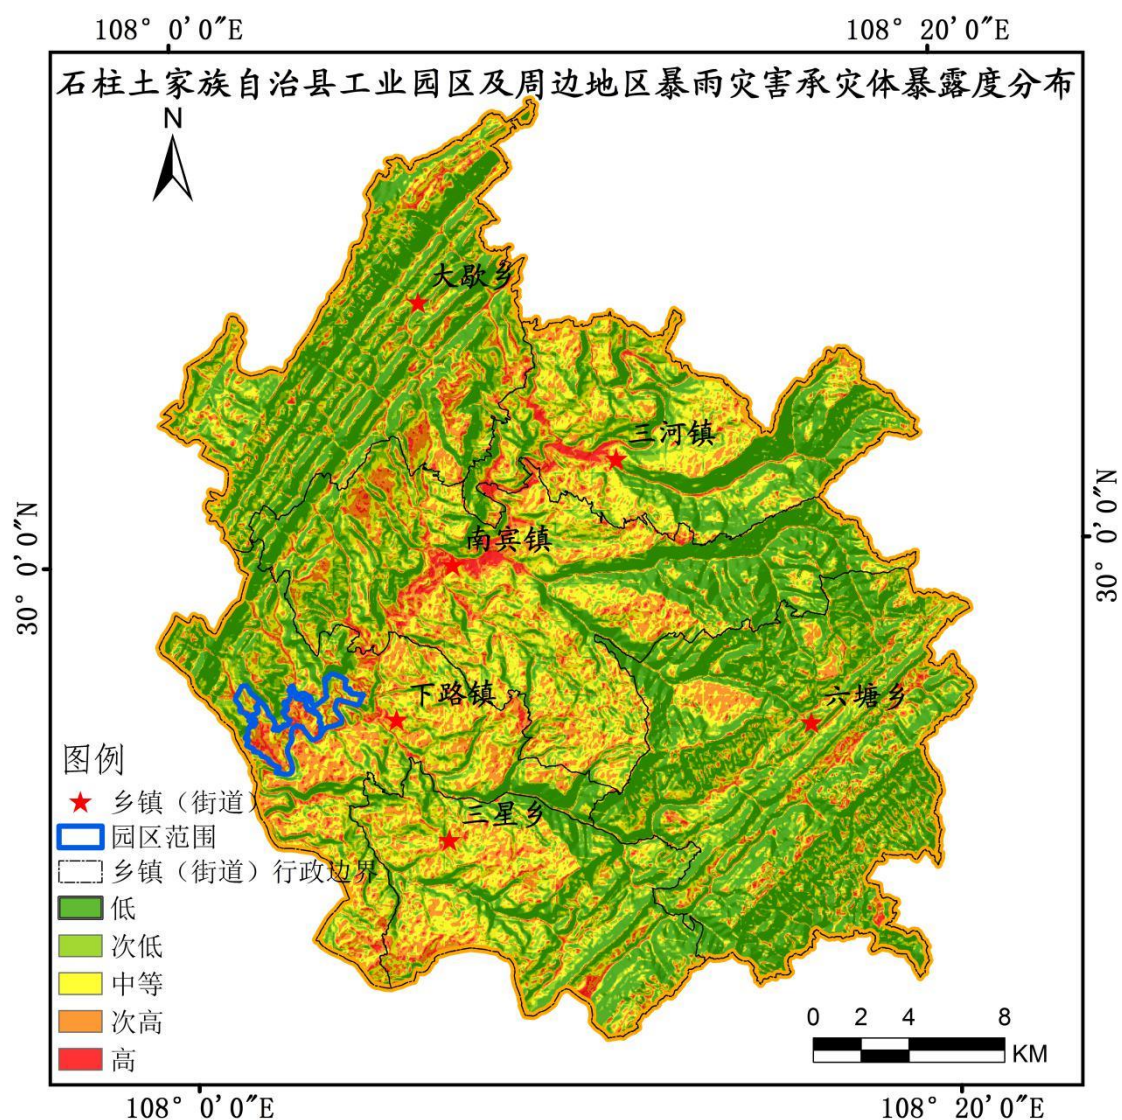 108° 0'0"E
108° 20'0"E
石柱土家族自治县工业园区及周边地区暴雨灾害承灾体暴露度分布
N
大歇乡
三河镇
30° 0'0"N
南宾镇
30° 0'0"N
下路镇
六塘乡
三星乡
图例
乡镇（街道）
园区范围
乡镇（街道）行政边界
低
次低
中等
次高
高
0 2 4 8
KM
108° 0'0"E
108° 20'0"E